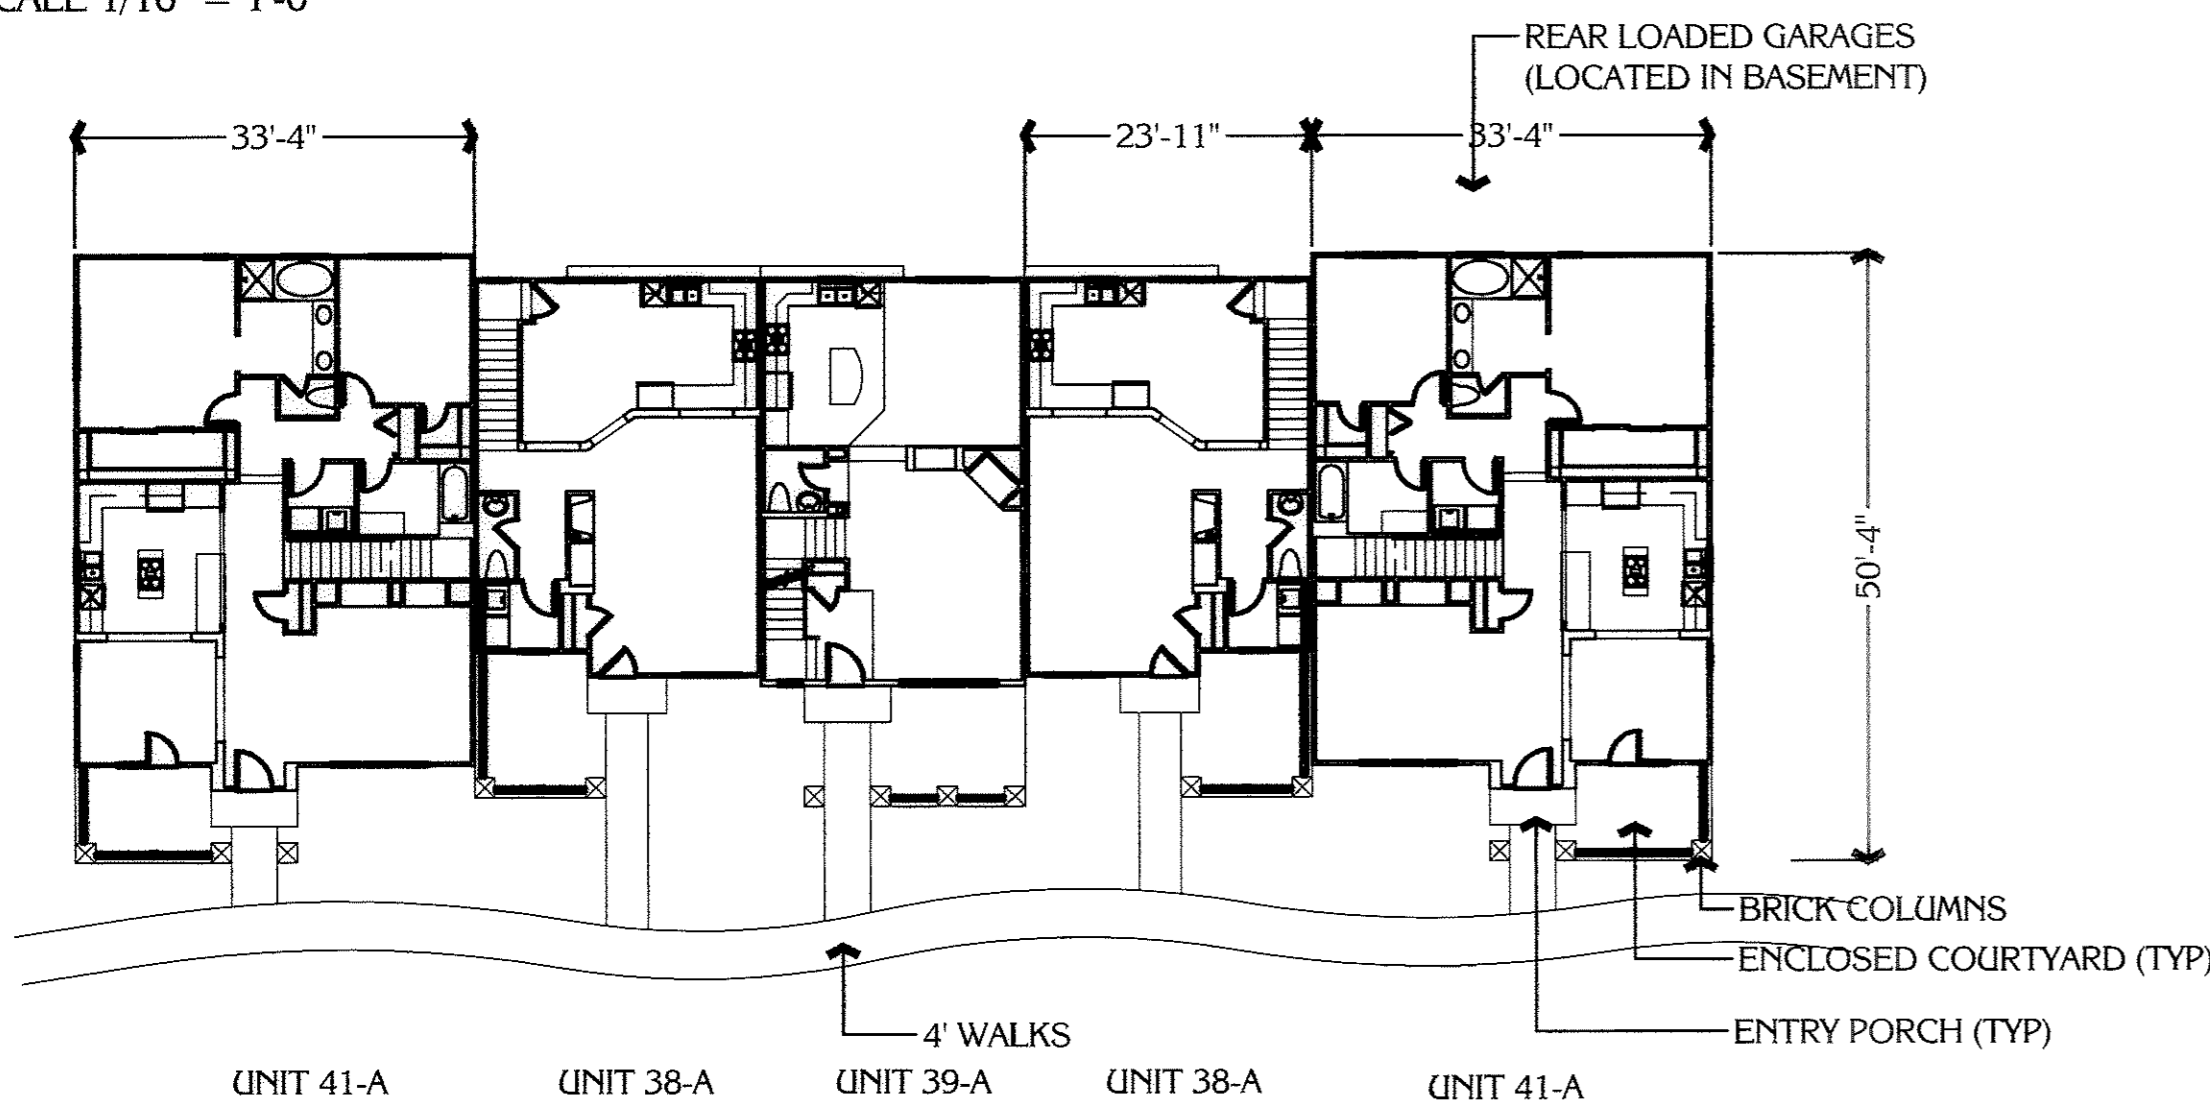 REAR LOADED GARAGES
(LOCATED IN BASEMENT)
33'-4"
23'-11"
33'-4"
50'-4"
BRICK COLUMNS
ENCLOSED COURTYARD (TYP)
ENTRY PORCH (TYP)
4' WALKS
UNIT 41-A
UNIT 38-A
UNIT 39-A
UNIT 38-A
UNIT 41-A